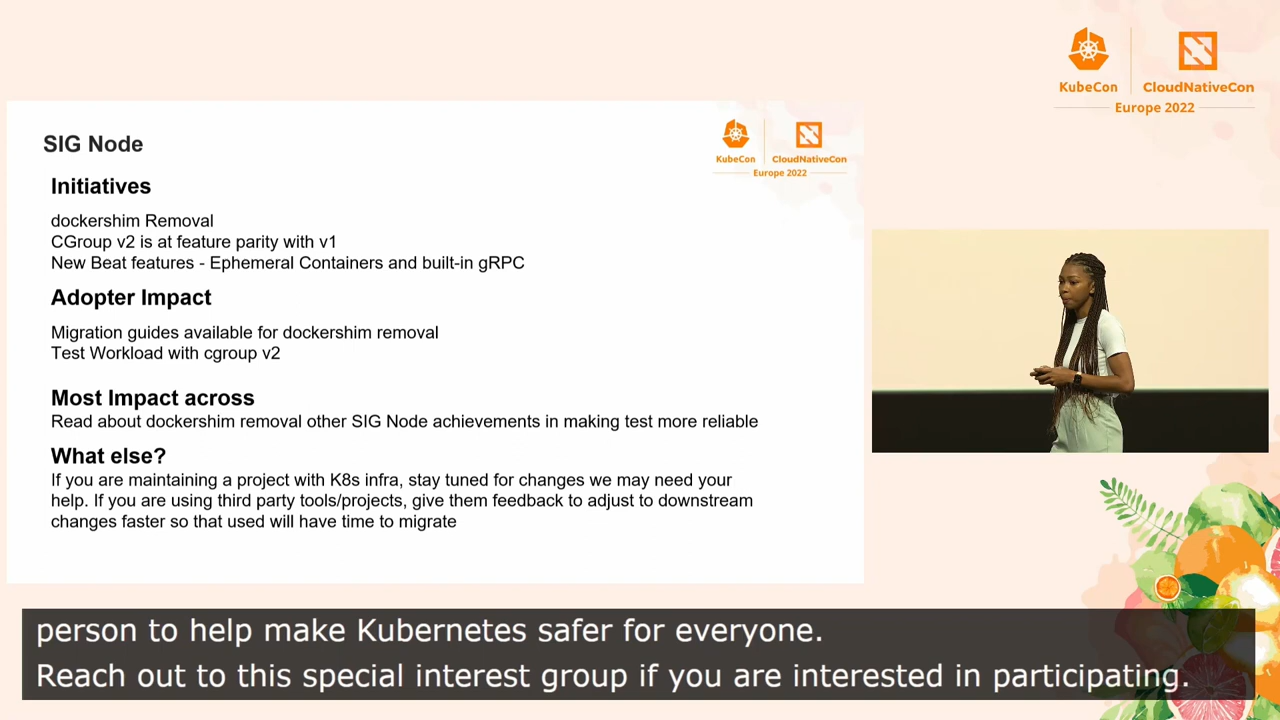 KubeCon
CloudNativeCon
Europe 2022
SIG Node
KubeCon
CloudNativeCon
Europe 2022
Initiatives
dockershim Removal
CGroup v2 is at feature parity with v1
New Beat features - Ephemeral Containers and built-in gRPC
Adopter Impact
Migration guides available for dockershim removal
Test Workload with cgroup v2
Most Impact across
Read about dockershim removal other SIG Node achievements in making test more reliable
What else?
If you are maintaining a project with K8s infra, stay tuned for changes we may need your
help. If you are using third party tools/projects, give them feedback to adjust to downstream
changes faster so that used will have time to migrate
person to help make Kubernetes safer for everyone.
Reach out to this special interest group if you are interested in participating.